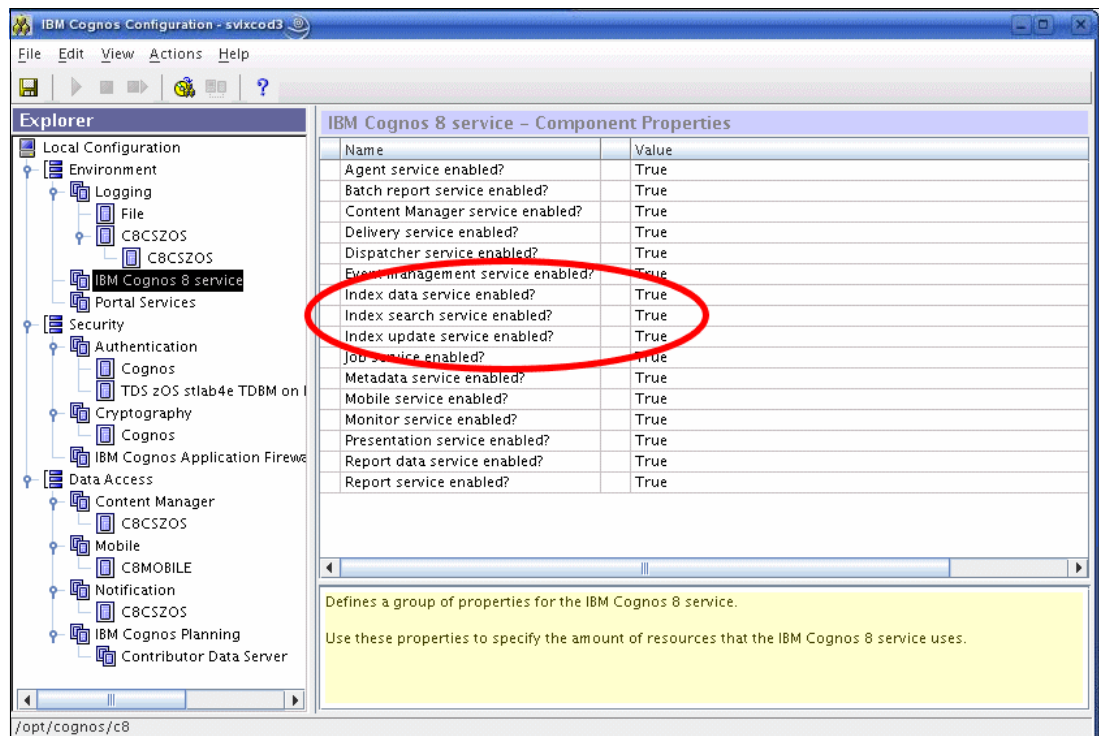 IBM Cognos Configuration - svlxcod3
File Edit View Actions Help
Explorer
Local Configuration
Environment
Logging
File
C8CSZOS
C8CSZOS
IBM Cognos 8 service
Portal Services
Security
Authentication
Cognos
TDS zOS stlab4e TDBM on
Cryptography
Cognos
IBM Cognos Application Firewa
Data Access
Content Manager
C8CSZOS
Mobile
C8MOBILE
Notification
C8CSZOS
IBM Cognos Planning
Contributor Data Server
IBM Cognos 8 service – Component Properties
Name Value
Agent service enabled? True
Batch report service enabled? True
Content Manager service enabled? True
Delivery service enabled? True
Dispatcher service enabled? True
Event management service enabled? True
Index data service enabled? True
Index search service enabled? True
Index update service enabled? True
Job service enabled? True
Metadata service enabled? True
Mobile service enabled? True
Monitor service enabled? True
Presentation service enabled? True
Report data service enabled? True
Report service enabled? True
Defines a group of properties for the IBM Cognos 8 service.
Use these properties to specify the amount of resources that the IBM Cognos 8 service uses.
/opt/cognos/c8